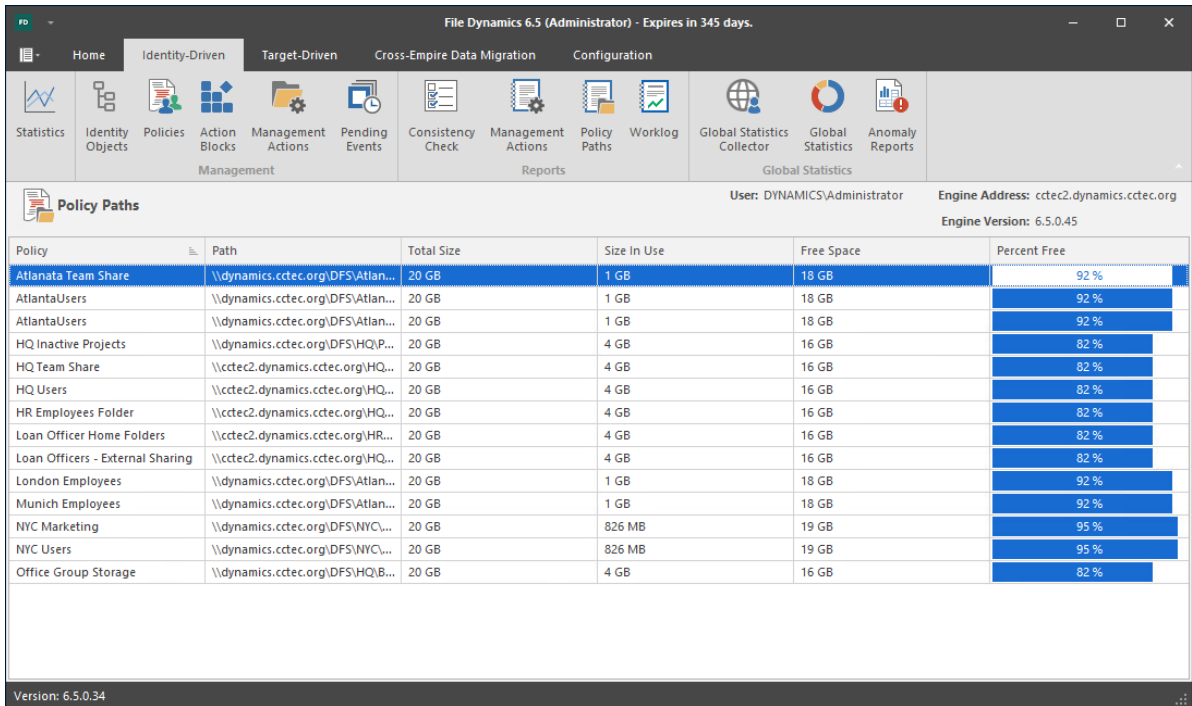 FD
File Dynamics 6.5 (Administrator) - Expires in 345 days.
Home Identity-Driven Target-Driven Cross-Empire Data Migration Configuration
Statistics Identity Objects Policies Action Blocks Management Actions Pending Events Consistency Check Management Actions Policy Paths Worklog Global Statistics Collector Global Statistics Anomaly Reports
Management Reports Global Statistics
Policy Paths
User: DYNAMICS\Administrator Engine Address: cctec2.dynamics.cctec.org
Engine Version: 6.5.0.45
Policy Path Total Size Size In Use Free Space Percent Free
Atlanata Team Share \\dynamics.cctec.org\DFS\Atlan... 20 GB 1 GB 18 GB 92 %
AtlantaUsers \\dynamics.cctec.org\DFS\Atlan... 20 GB 1 GB 18 GB 92 %
AtlantaUsers \\dynamics.cctec.org\DFS\Atlan... 20 GB 1 GB 18 GB 92 %
HQ Inactive Projects \\dynamics.cctec.org\DFS\HQ\P... 20 GB 4 GB 16 GB 82 %
HQ Team Share \\cctec2.dynamics.cctec.org\HQ... 20 GB 4 GB 16 GB 82 %
HQ Users \\cctec2.dynamics.cctec.org\HQ... 20 GB 4 GB 16 GB 82 %
HR Employees Folder \\cctec2.dynamics.cctec.org\HQ... 20 GB 4 GB 16 GB 82 %
Loan Officer Home Folders \\cctec2.dynamics.cctec.org\HR... 20 GB 4 GB 16 GB 82 %
Loan Officers - External Sharing \\cctec2.dynamics.cctec.org\HQ... 20 GB 4 GB 16 GB 82 %
London Employees \\dynamics.cctec.org\DFS\Atlan... 20 GB 1 GB 18 GB 92 %
Munich Employees \\dynamics.cctec.org\DFS\Atlan... 20 GB 1 GB 18 GB 92 %
NYC Marketing \\dynamics.cctec.org\DFS\NYC\... 20 GB 826 MB 19 GB 95 %
NYC Users \\dynamics.cctec.org\DFS\NYC\... 20 GB 826 MB 19 GB 95 %
Office Group Storage \\dynamics.cctec.org\DFS\HQ\B... 20 GB 4 GB 16 GB 82 %
Version: 6.5.0.34